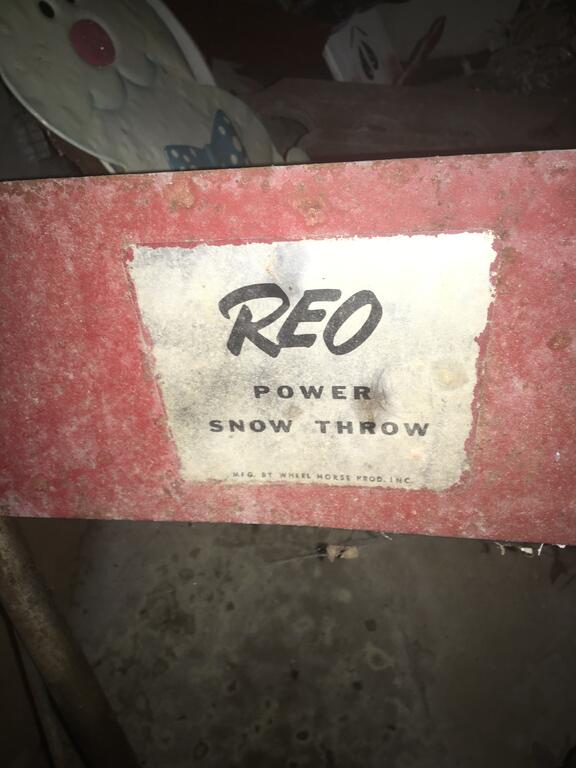 REO
POWER
SNOW THROW
MFG. BY WHEEL HORSE PROD. INC.